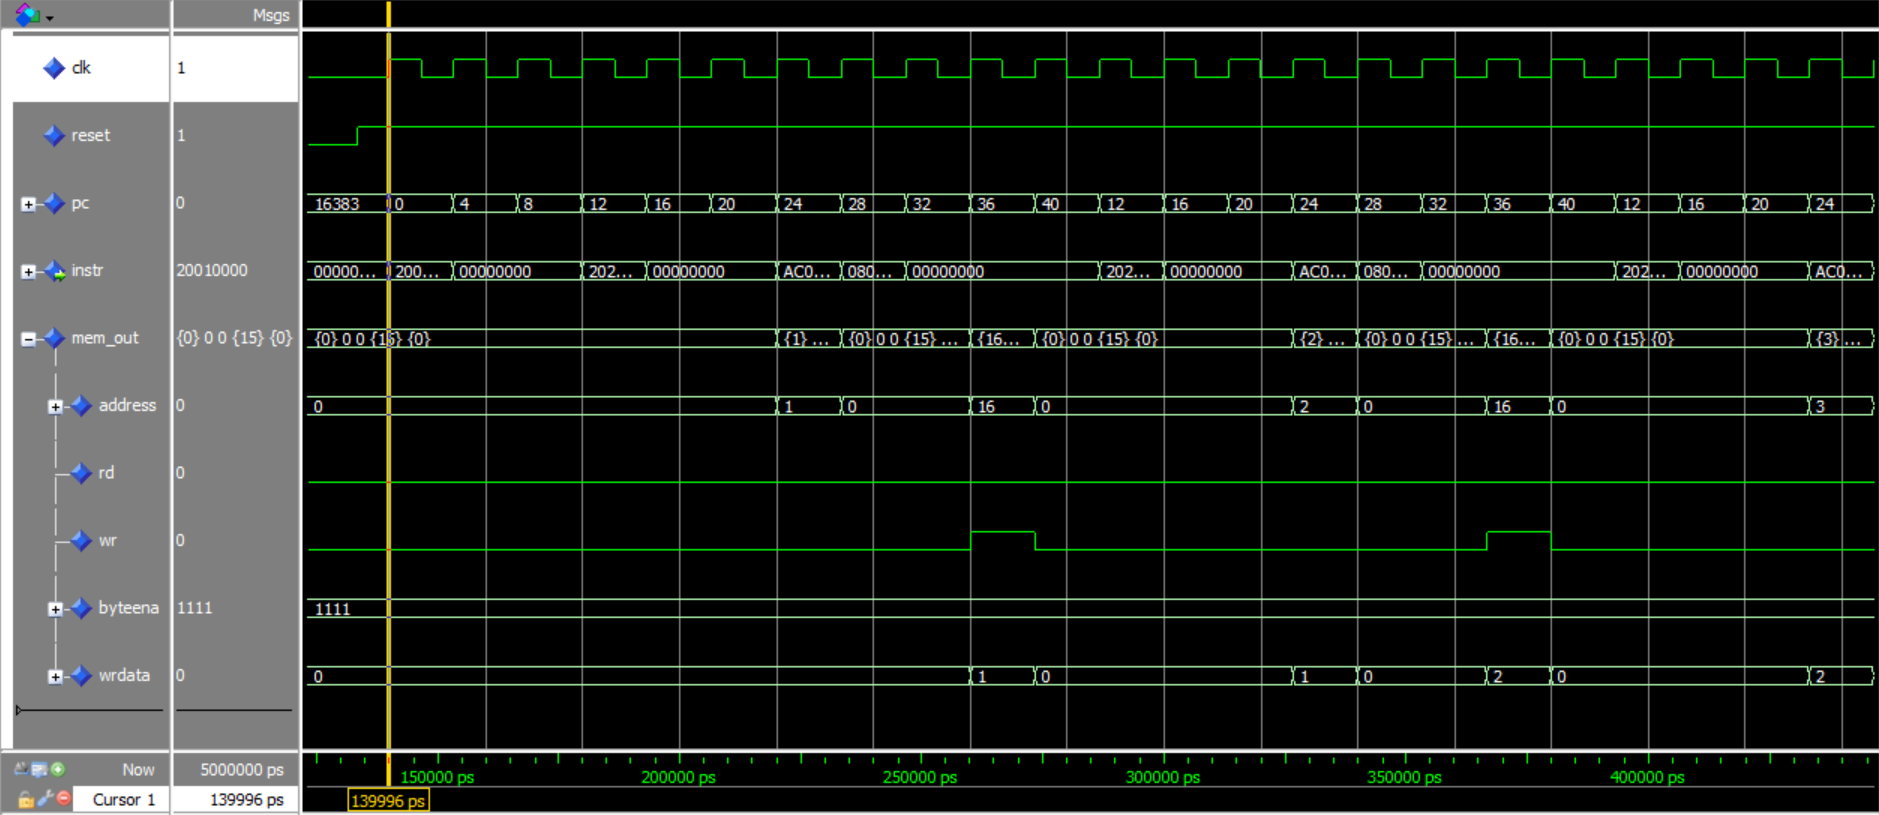 Msgs
clk 1
reset 1
pc 0 16383 0 4 8 12 16 20 24 28 32 36 40 12 16 20 24 28 32 36 40 12 16 20 24
instr 20010000 00000... 200... 00000000 202... 00000000 AC0... 080... 00000000 202... 00000000 AC0... 080... 00000000 202... 00000000 AC0...
mem_out {0} 0 0 {15} {0} {0} 0 0 {15} {0} {1} ... {0} 0 0 {15} ... {16... {0} 0 0 {15} {0} {2} ... {0} 0 0 {15} ... {16... {0} 0 0 {15} {0} {3} ...
address 0 0 1 0 16 0 2 0 16 0 3
rd 0
wr 0
byteena 1111 1111
wrdata 0 0 1 0 1 0 2 0 2
Now 5000000 ps 150000 ps 200000 ps 250000 ps 300000 ps 350000 ps 400000 ps
Cursor 1 139996 ps 139996 ps